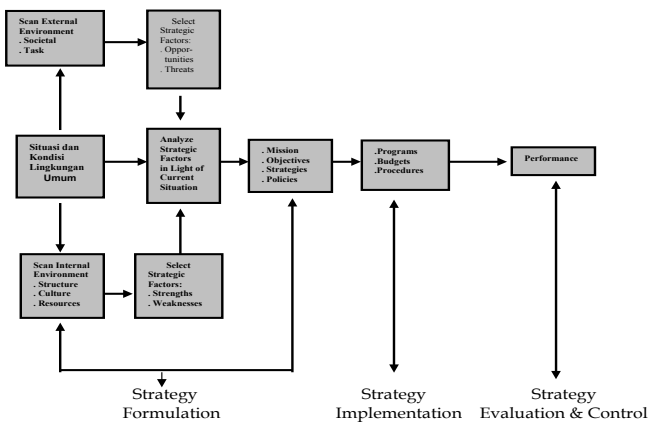 Scan External
Environment
. Societal
. Task
Select
Strategic
Factors:
. Oppor-
tunities
. Threats
Situasi dan
Kondisi
Lingkungan
Umum
Analyze
Strategic
Factors
in Light of
Current
Situation
. Mission
. Objectives
. Strategies
. Policies
.Programs
.Budgets
.Procedures
Performance
Scan Internal
Environment
. Structure
. Culture
. Resources
Select
Strategic
Factors:
. Strengths
. Weaknesses
Strategy
Formulation
Strategy
Implementation
Strategy
Evaluation & Control